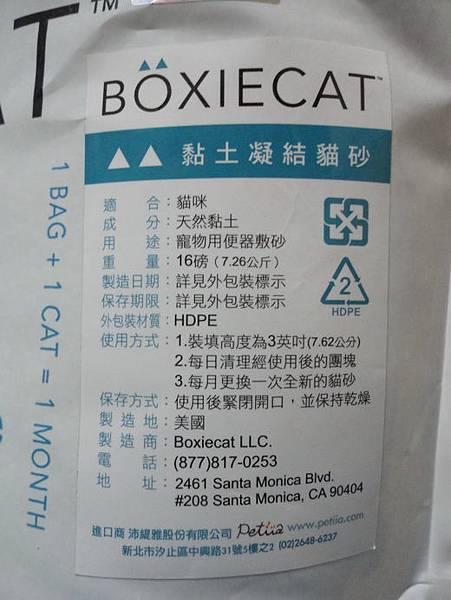 AT™
BÖXIECAT™
黏土凝結貓砂
適合：貓咪
成分：天然黏土
用途：寵物用便器敷砂
重量：16磅（7.26公斤）
製造日期：詳見外包裝標示
保存期限：詳見外包裝標示
外包裝材質：HDPE
使用方式：1.裝填高度為3英吋(7.62公分)
2.每日清理經使用後的團塊
3.每月更換一次全新的貓砂
保存方式：使用後緊閉開口，並保持乾燥
製造地：美國
製造商：Boxiecat LLC.
電話：(877)817-0253
地址：2461 Santa Monica Blvd.
#208 Santa Monica, CA 90404
2
HDPE
進口商 沛緹雅股份有限公司 Petiia www.petiia.com
新北市汐止區中興路31號5樓之2 (02)2648-6237
1 BAG + 1 CAT = 1 MONTH